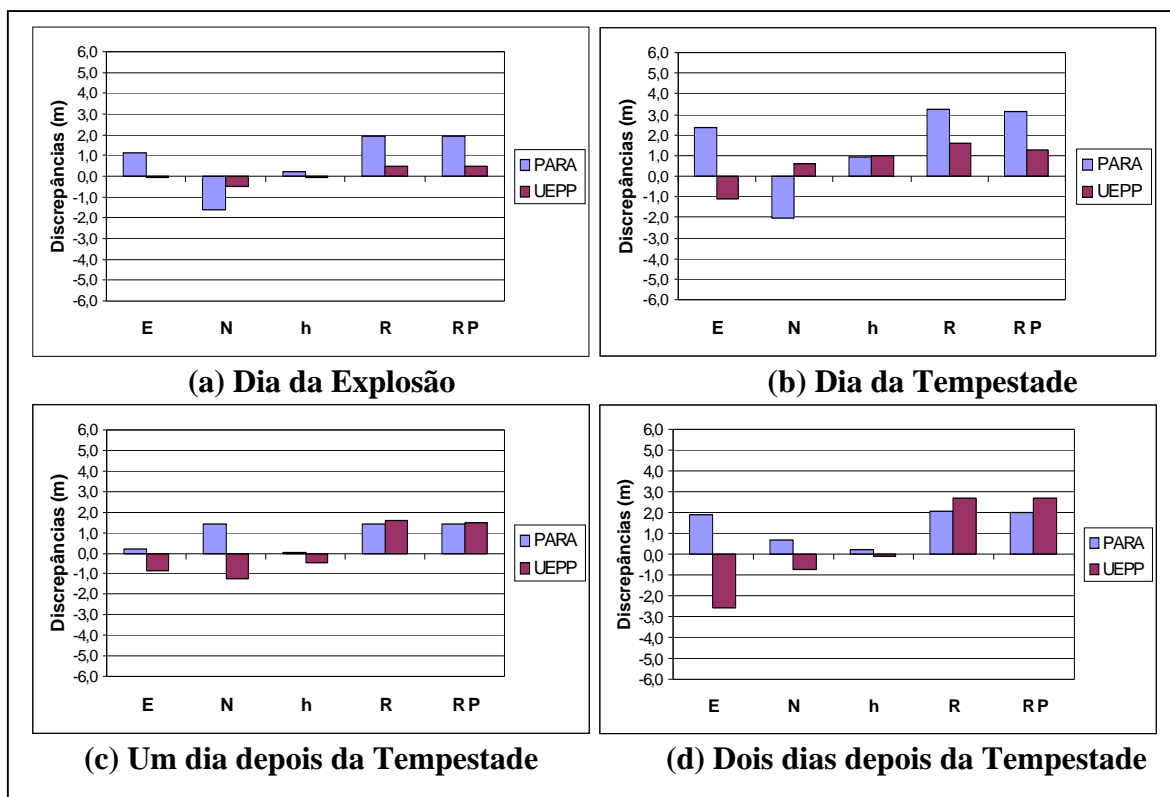 Discrepâncias (m)
6,0
5,0
4,0
3,0
2,0
1,0
0,0
-1,0
-2,0
-3,0
-4,0
-5,0
-6,0
E N h R RP
PARA
UEPP
(a) Dia da Explosão
Discrepâncias (m)
6,0
5,0
4,0
3,0
2,0
1,0
0,0
-1,0
-2,0
-3,0
-4,0
-5,0
-6,0
E N h R RP
PARA
UEPP
(b) Dia da Tempestade
Discrepâncias (m)
6,0
5,0
4,0
3,0
2,0
1,0
0,0
-1,0
-2,0
-3,0
-4,0
-5,0
-6,0
E N h R RP
PARA
UEPP
(c) Um dia depois da Tempestade
Discrepâncias (m)
6,0
5,0
4,0
3,0
2,0
1,0
0,0
-1,0
-2,0
-3,0
-4,0
-5,0
-6,0
E N h R RP
PARA
UEPP
(d) Dois dias depois da Tempestade